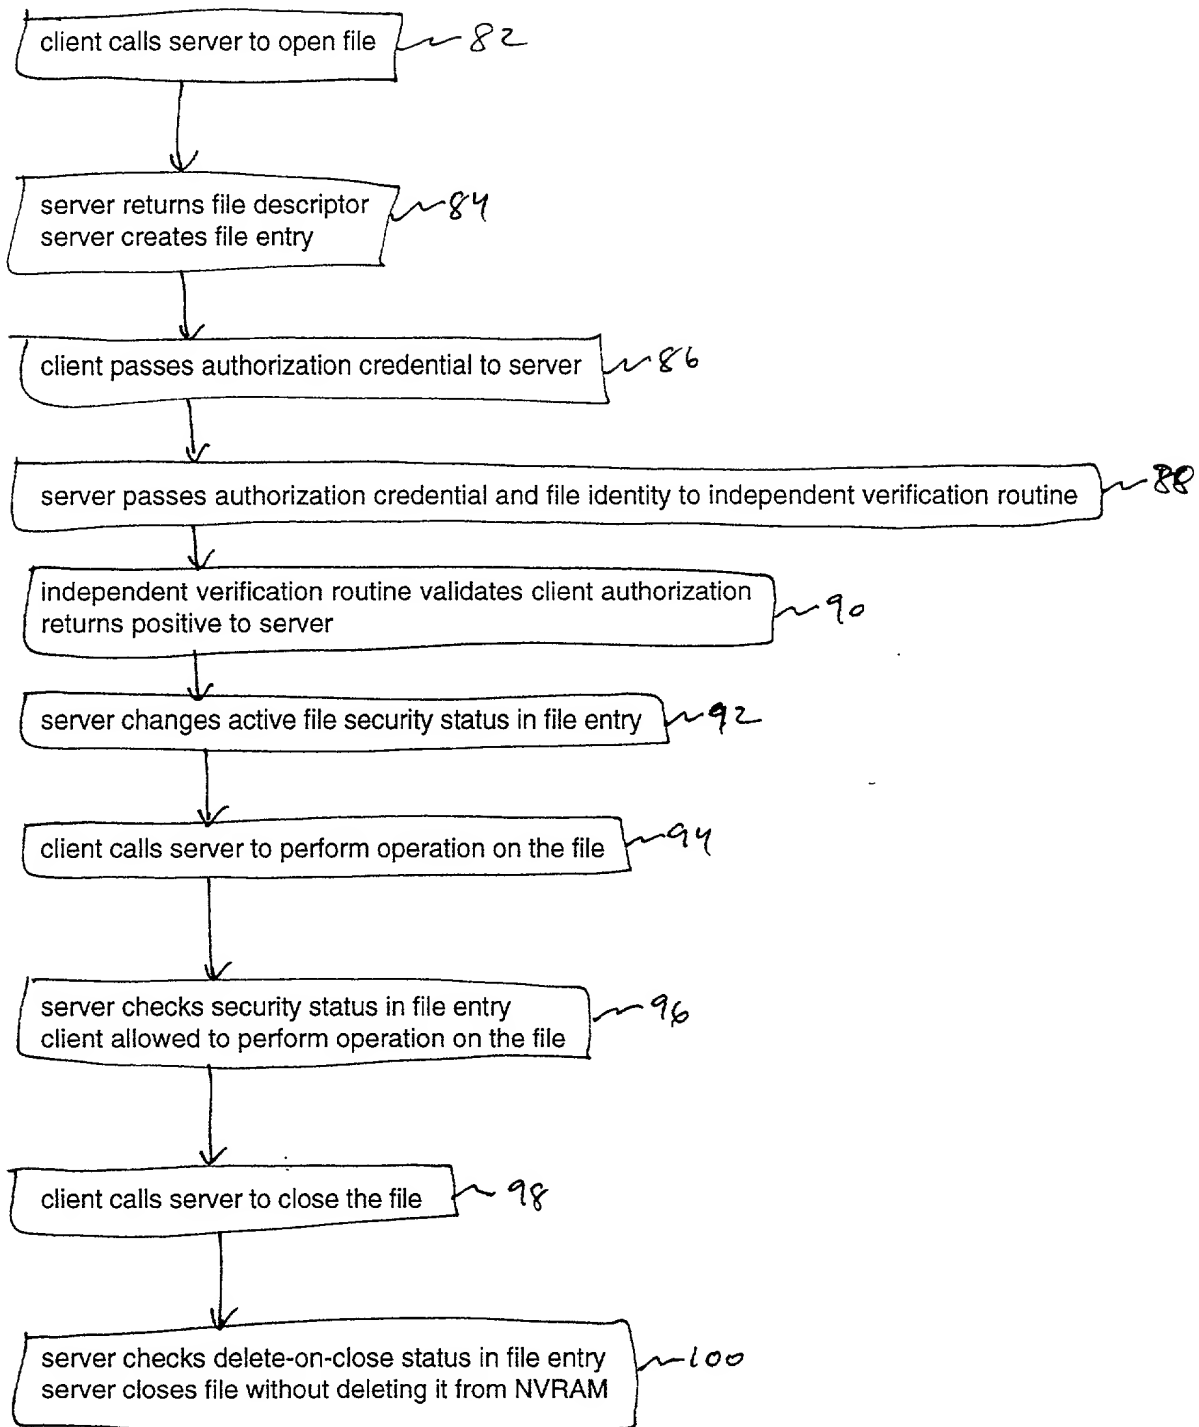 client calls server to open file 82
server returns file descriptor 84
server creates file entry
client passes authorization credential to server 86
server passes authorization credential and file identity to independent verification routine 88
independent verification routine validates client authorization 90
returns positive to server
server changes active file security status in file entry 92
client calls server to perform operation on the file 94
server checks security status in file entry 96
client allowed to perform operation on the file
client calls server to close the file 98
server checks delete-on-close status in file entry 100
server closes file without deleting it from NVRAM